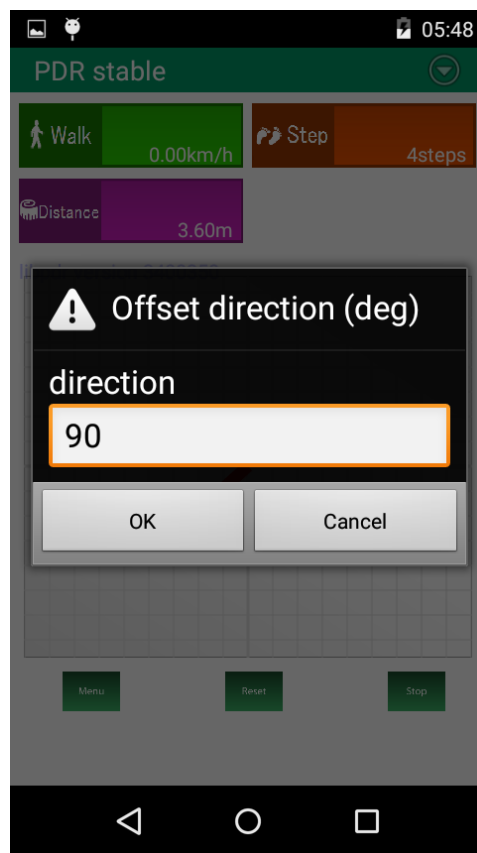 05:48
PDR stable
Walk
0.00km/h
Step
4steps
Distance
3.60m
Offset direction (deg)
direction
90
OK
Cancel
Menu
Reset
Stop